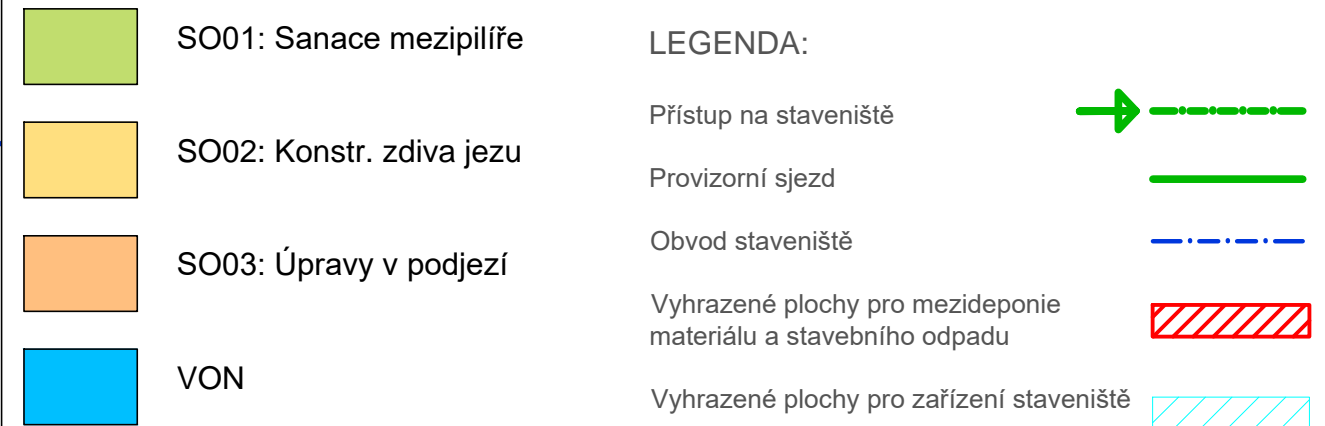 SO01: Sanace mezipilíře
SO02: Konstr. zdiva jezu
SO03: Úpravy v podjezí
VON
LEGENDA:
Přístup na staveniště
Provizorní sjezd
Obvod staveniště
Vyhrazené plochy pro mezideponie
materiálu a stavebního odpadu
Vyhrazené plochy pro zařízení staveniště